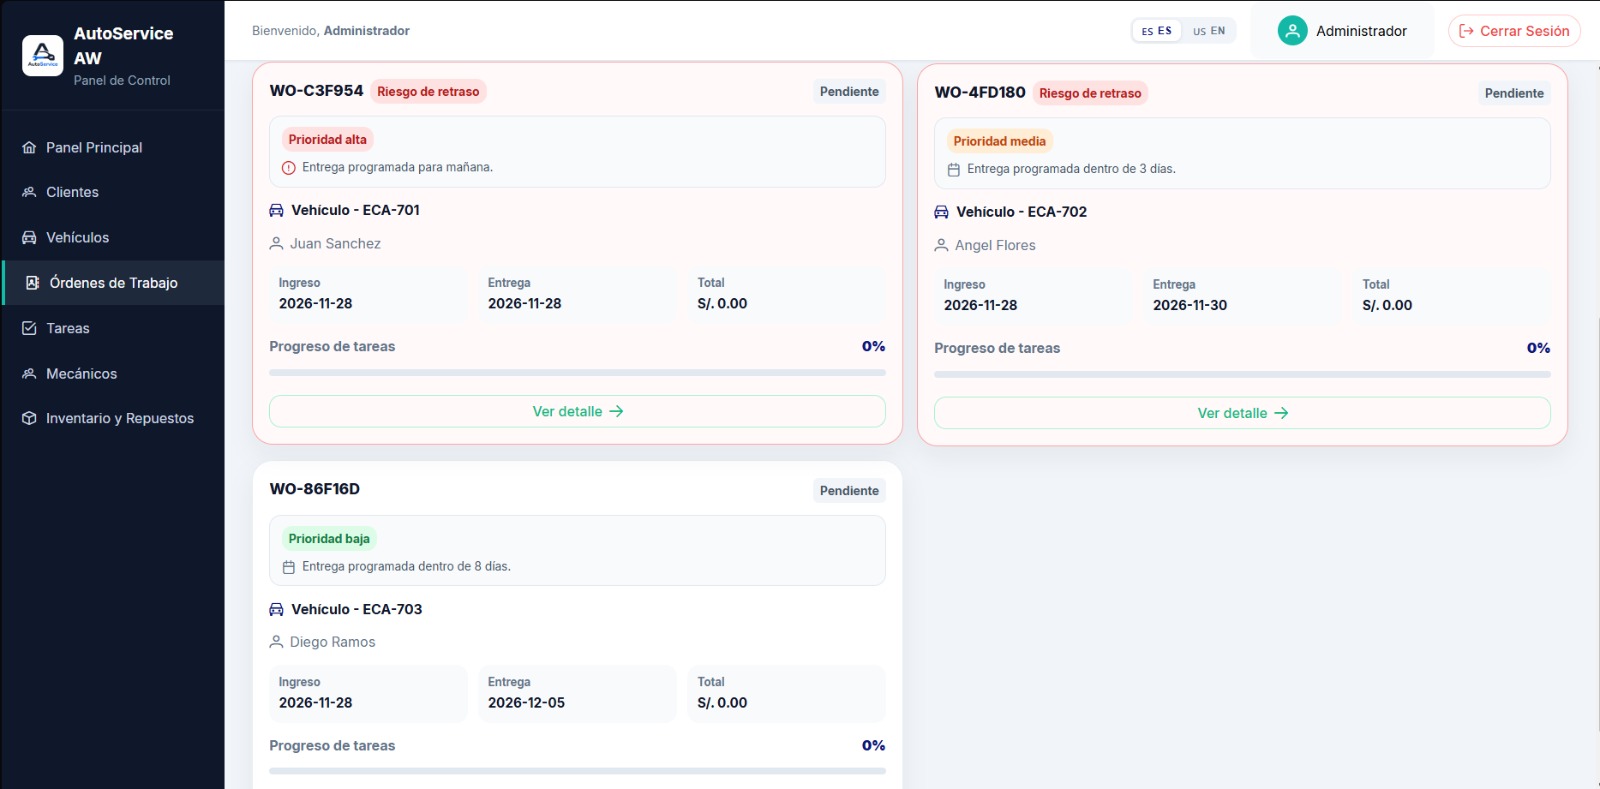 AutoService
AW
Panel de Control
AutoService
Bienvenido, Administrador
ES ES
US EN
Administrador
Cerrar Sesión
Panel Principal
Clientes
Vehículos
Órdenes de Trabajo
Tareas
Mecánicos
Inventario y Repuestos
WO-C3F954 Riesgo de retraso Pendiente
Prioridad alta
Entrega programada para mañana.
Vehículo - ECA-701
Juan Sanchez
Ingreso Entrega Total
2026-11-28 2026-11-28 S/. 0.00
Progreso de tareas 0%
Ver detalle →
WO-4FD180 Riesgo de retraso Pendiente
Prioridad media
Entrega programada dentro de 3 días.
Vehículo - ECA-702
Angel Flores
Ingreso Entrega Total
2026-11-28 2026-11-30 S/. 0.00
Progreso de tareas 0%
Ver detalle →
WO-86F16D Pendiente
Prioridad baja
Entrega programada dentro de 8 días.
Vehículo - ECA-703
Diego Ramos
Ingreso Entrega Total
2026-11-28 2026-12-05 S/. 0.00
Progreso de tareas 0%